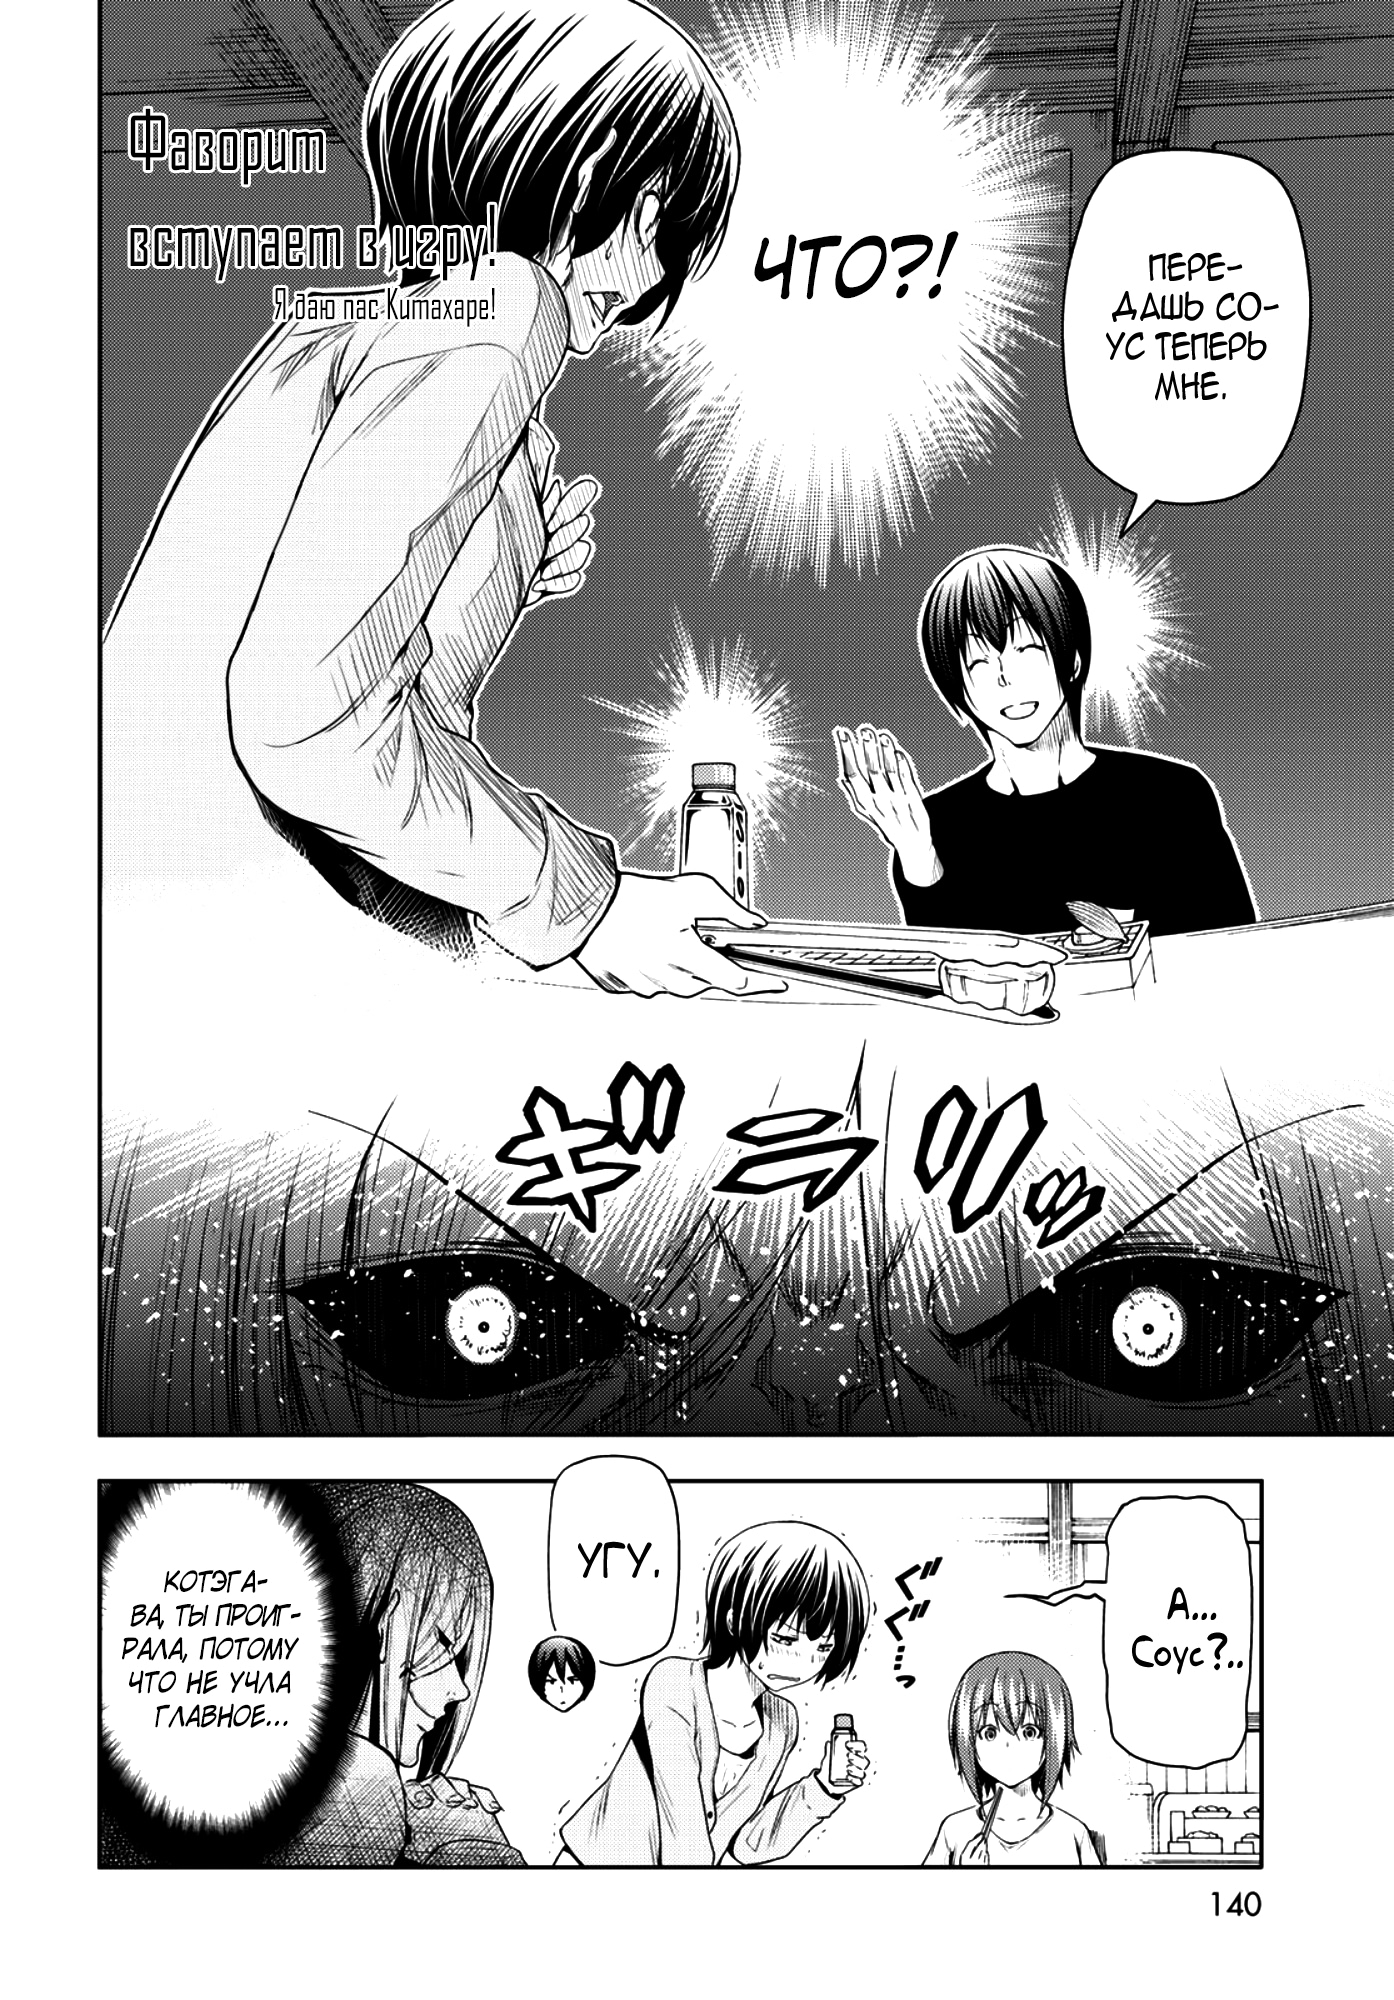 ПЕРЕ-
ДАШЬ СО-
УС ТЕПЕРЬ
МНЕ.
ЧТО?!
Фаворит
вступает в игру!
Я даю пас Китахаре!
ギラリッ
А...
Соус?..
УГУ.
КОТЭГА-
ВА, ТЫ ПРОИГ-
РАЛА, ПОТОМУ
ЧТО НЕ УЧЛА
ГЛАВНОЕ...
140